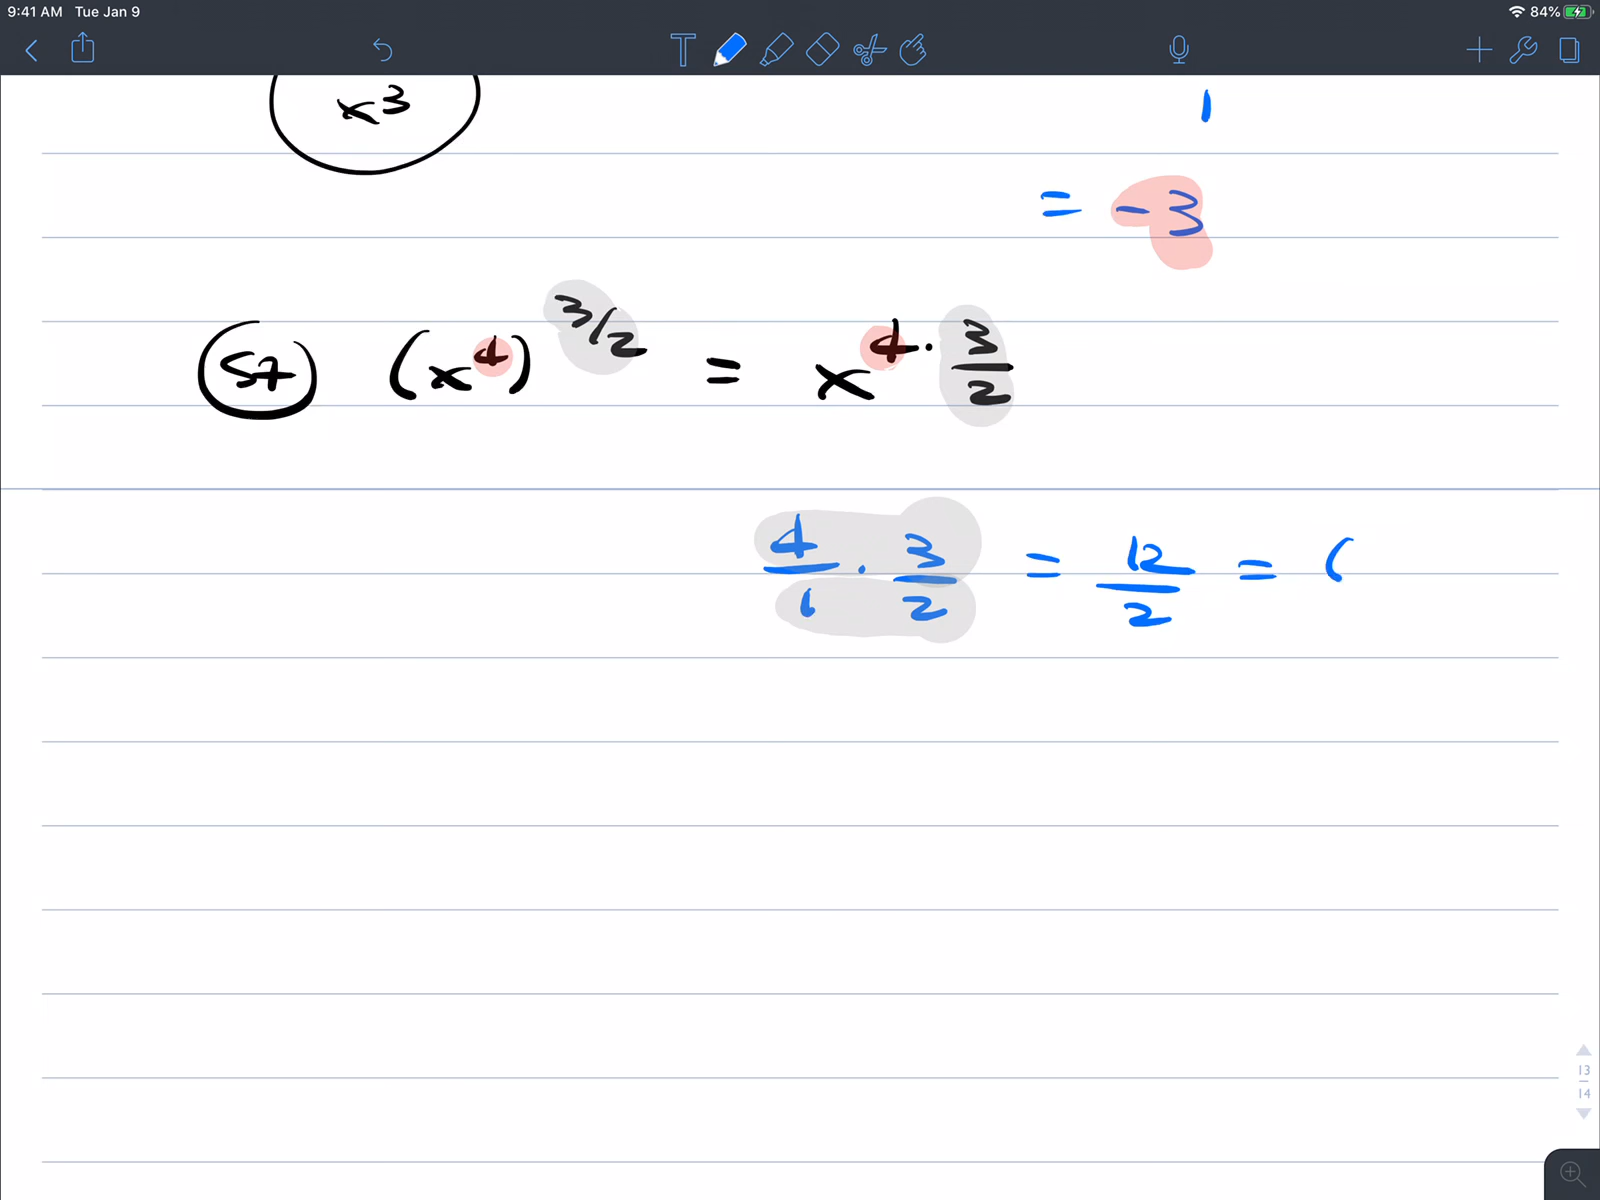 9:41 AM Tue Jan 9
84%
T
x³
1
= -3
57 (x⁴)^3/2 = x^4 · 3/2
4/1 · 3/2 = 12/2 = (
13
14